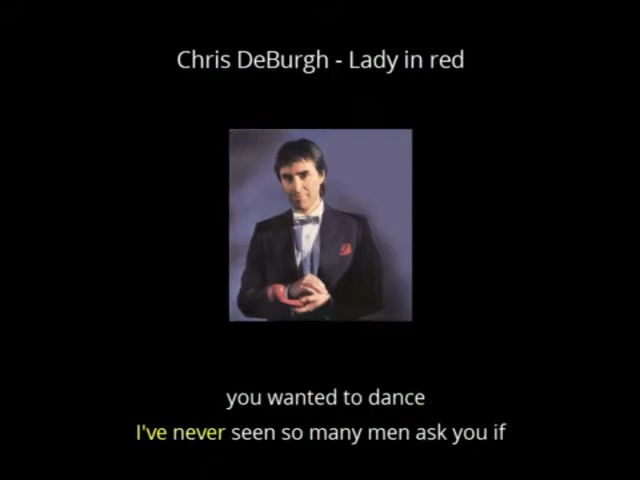 Chris DeBurgh - Lady in red
you wanted to dance
I've never seen so many men ask you if